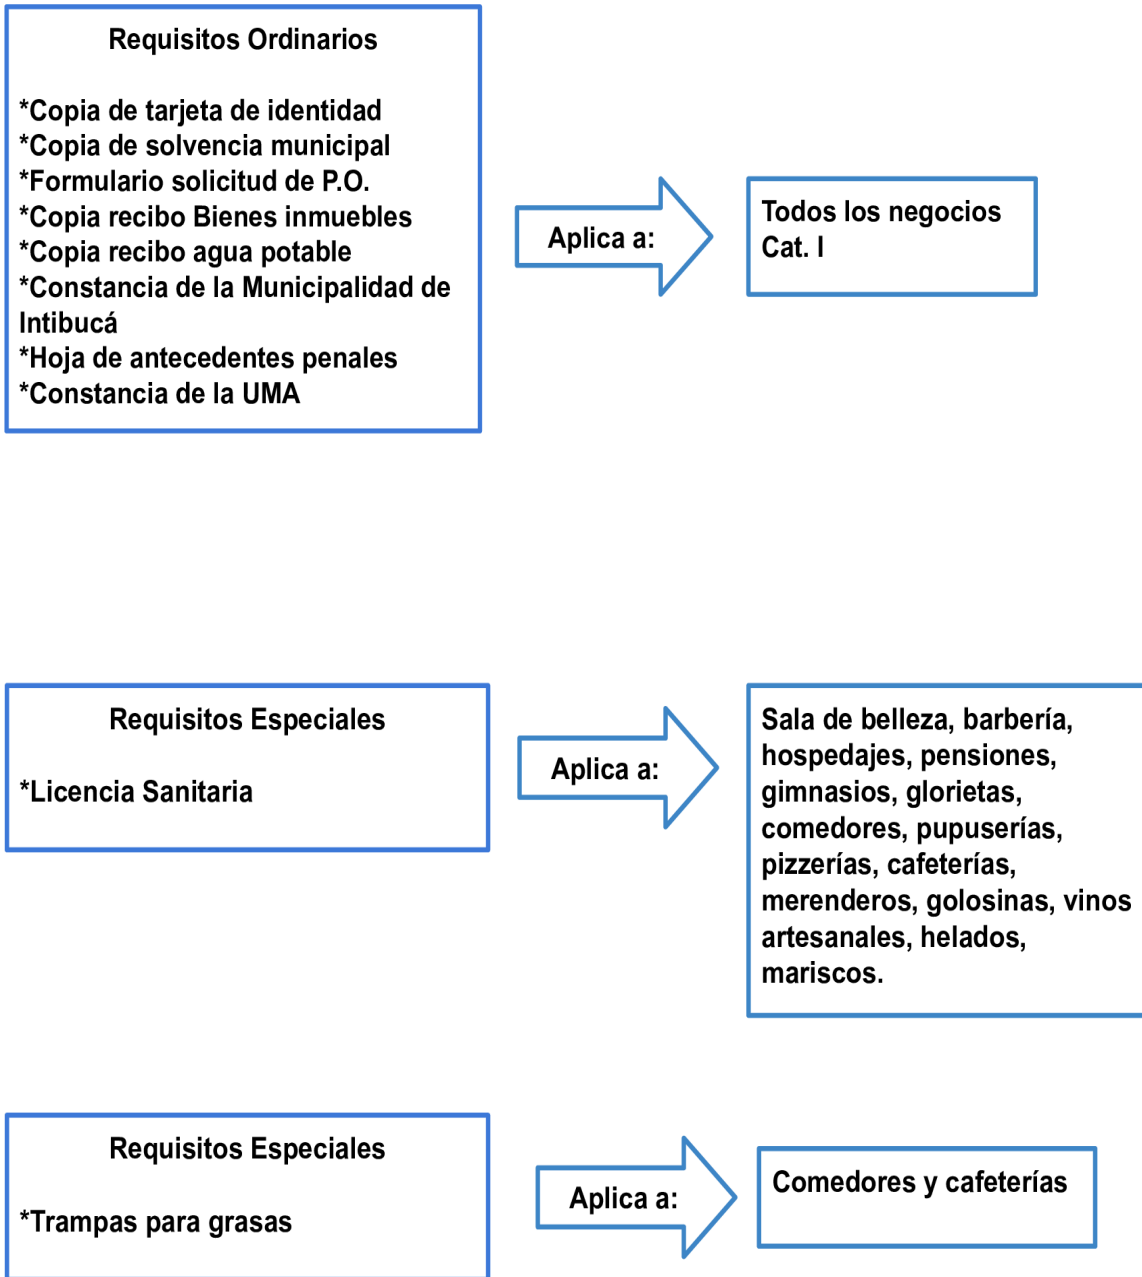 Requisitos Ordinarios
*Copia de tarjeta de identidad
*Copia de solvencia municipal
*Formulario solicitud de P.O.
*Copia recibo Bienes inmuebles
*Copia recibo agua potable
*Constancia de la Municipalidad de
Intibucá
*Hoja de antecedentes penales
*Constancia de la UMA
Aplica a:
Todos los negocios
Cat. I
Requisitos Especiales
*Licencia Sanitaria
Aplica a:
Sala de belleza, barbería,
hospedajes, pensiones,
gimnasios, glorietas,
comedores, pupuserías,
pizzerías, cafeterías,
merenderos, golosinas, vinos
artesanales, helados,
mariscos.
Requisitos Especiales
*Trampas para grasas
Aplica a:
Comedores y cafeterías